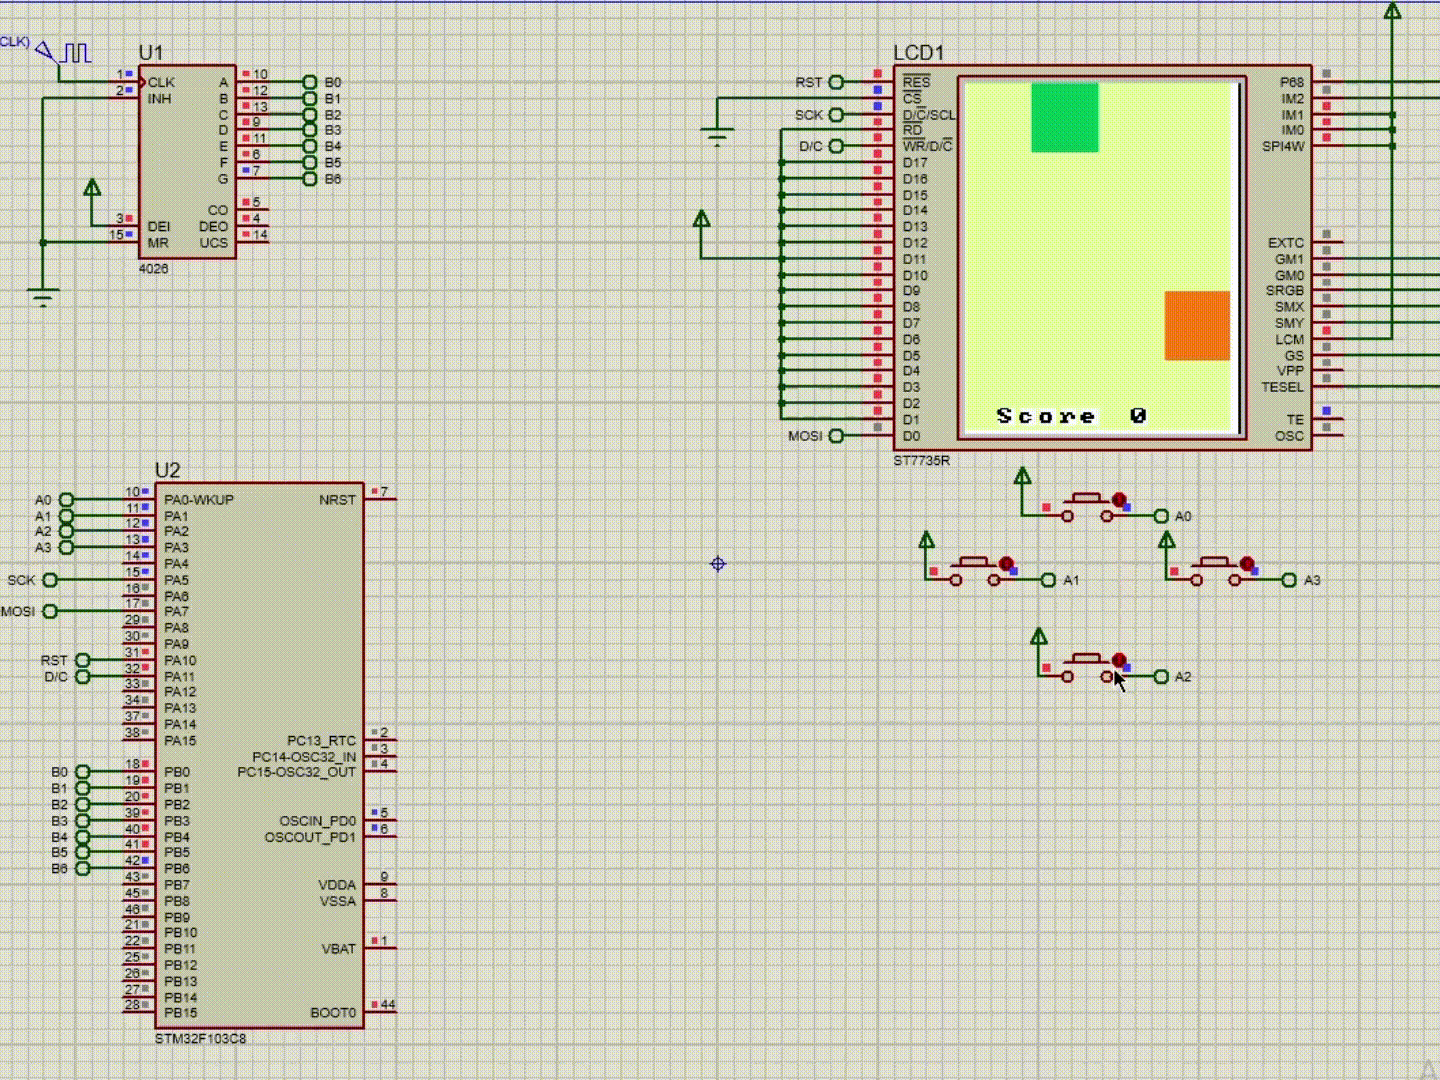 CLK)
U1
1 CLK A 10 B0
2 INH B 12 B1
C 13 B2
D 9 B3
E 11 B4
F 6 B5
G 7 B6
CO 5
3 DEI DEO 4
15 MR UCS 14
4026
LCD1
RST RES P68
CS IM2
SCK D/C/SCL IM1
RD IM0
D/C WR/D/C SPI4W
D17
D16
D15
D14
D13
D12 EXTC
D11 GM1
D10 GM0
D9 SRGB
D8 SMX
D7 SMY
D6 LCM
D5 GS
D4 VPP
D3 TESEL
D2
D1 TE
MOSI D0 OSC
Score 0
ST7735R
A0
A1
A3
A2
U2
A0 10 PA0-WKUP NRST 7
A1 11 PA1
A2 12 PA2
A3 13 PA3
14 PA4
SCK 15 PA5
16 PA6
MOSI 17 PA7
29 PA8
30 PA9
RST 31 PA10
D/C 32 PA11
33 PA12
34 PA13
37 PA14
38 PA15 PC13_RTC 2
PC14-OSC32_IN 3
B0 18 PB0 PC15-OSC32_OUT 4
B1 19 PB1
B2 20 PB2
B3 39 PB3 OSCIN_PD0 5
B4 40 PB4 OSCOUT_PD1 6
B5 41 PB5
B6 42 PB6
43 PB7 VDDA 9
45 PB8 VSSA 8
46 PB9
21 PB10
22 PB11 VBAT 1
25 PB12
26 PB13
27 PB14
28 PB15 BOOT0 44
STM32F103C8